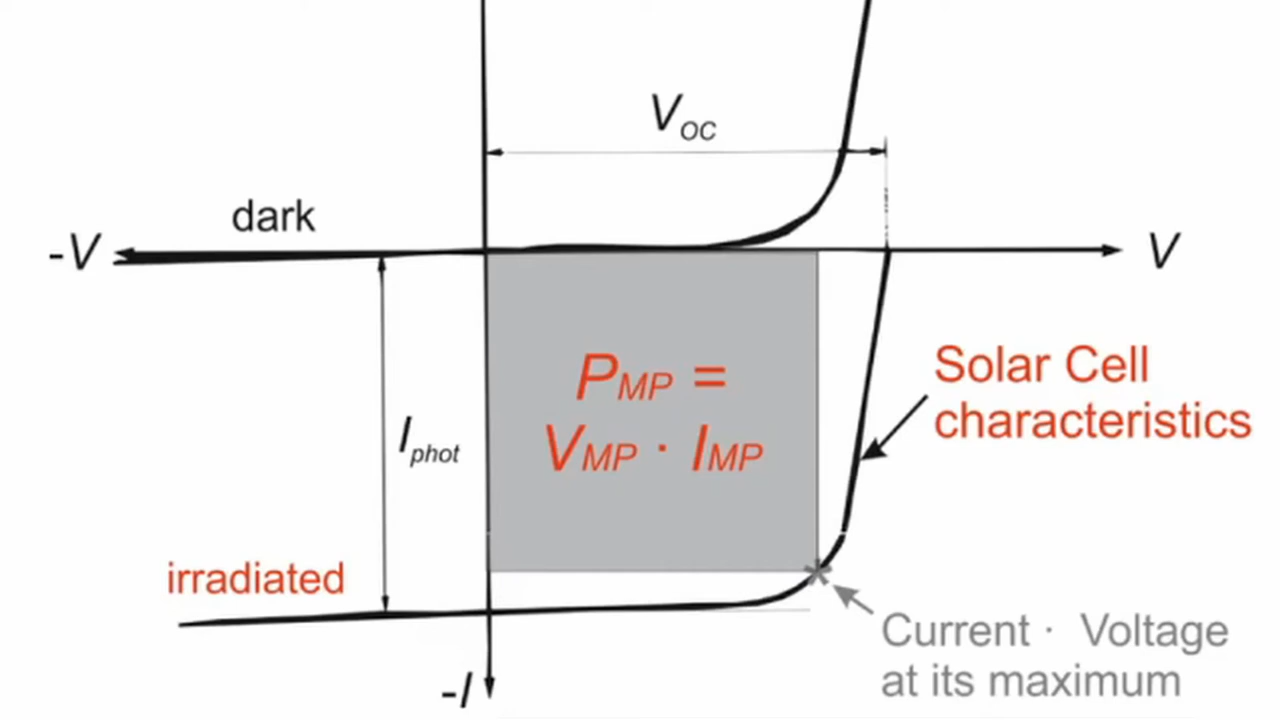 V_OC
dark
-V
V
Solar Cell
characteristics
P_MP =
V_MP · I_MP
I_phot
irradiated
Current · Voltage
at its maximum
-I